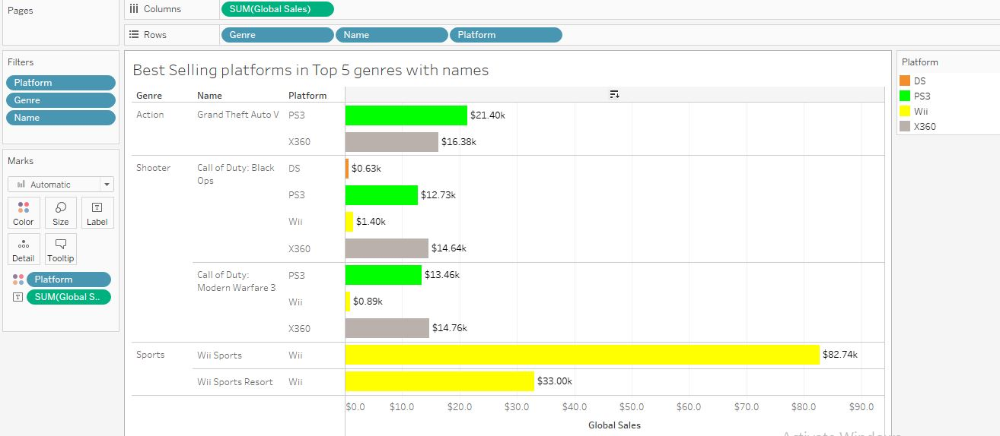 Pages
Columns SUM(Global Sales)
Rows Genre Name Platform
Filters
Platform
Genre
Name
Marks
Automatic
Color Size Label
Detail Tooltip
Platform
SUM(Global S..
Best Selling platforms in Top 5 genres with names
Genre Name Platform
Action Grand Theft Auto V PS3 $21.40k
X360 $16.38k
Shooter Call of Duty: Black DS $0.63k
Ops
PS3 $12.73k
Wii $1.40k
X360 $14.64k
Call of Duty: PS3 $13.46k
Modern Warfare 3
Wii $0.89k
X360 $14.76k
Sports Wii Sports Wii $82.74k
Wii Sports Resort Wii $33.00k
$0.0 $10.0 $20.0 $30.0 $40.0 $50.0 $60.0 $70.0 $80.0 $90.0
Global Sales
Platform
DS
PS3
Wii
X360
Activate Windows